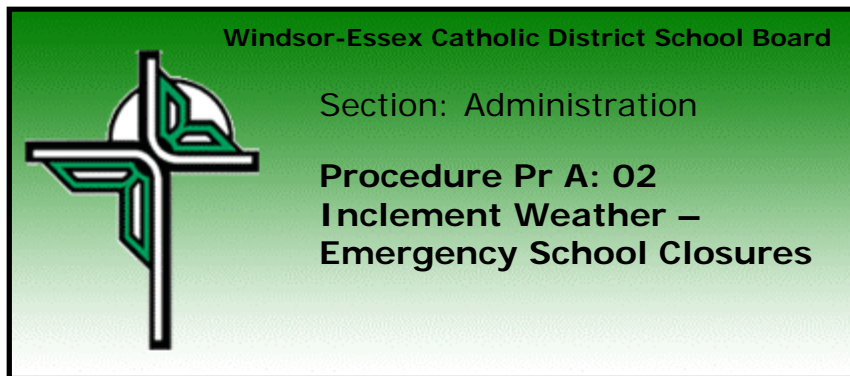 Windsor-Essex Catholic District School Board
Section: Administration
Procedure Pr A: 02
Inclement Weather –
Emergency School Closures